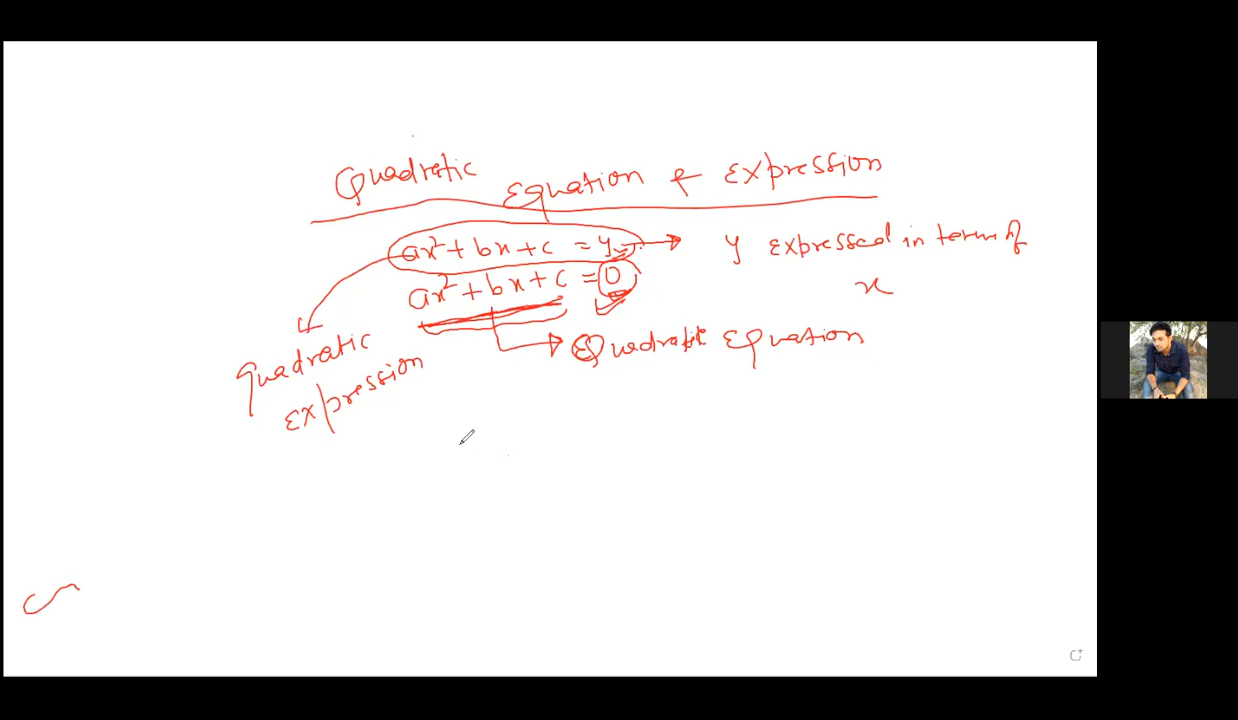 Quadratic Equation & Expression
ax² + bx + c = y → y expressed in term of x
ax² + bx + c = 0
Quadratic Expression
Quadratic Equation